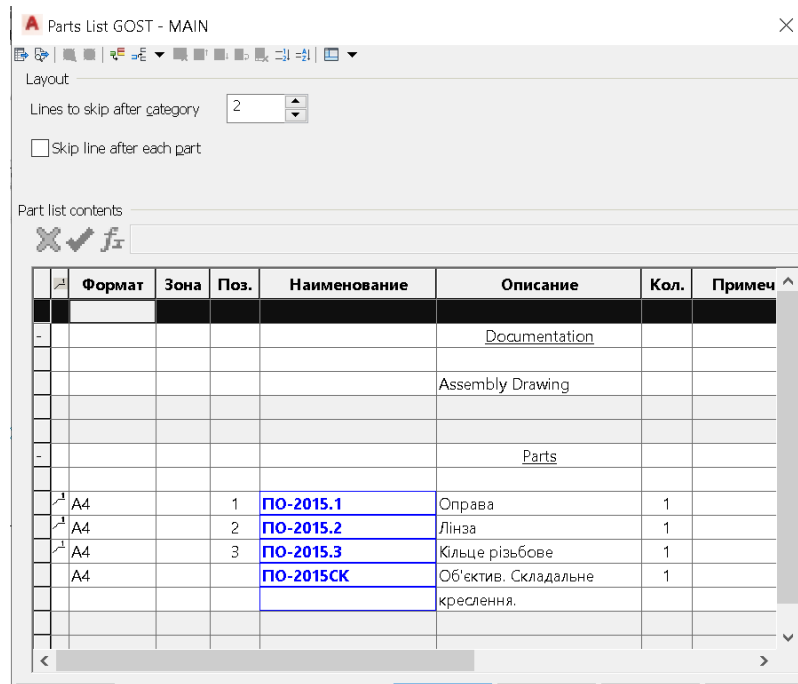 Parts List GOST - MAIN
Layout
Lines to skip after category 2
Skip line after each part
Part list contents
fx
Формат Зона Поз. Наименование Описание Кол. Примеч
Documentation
Assembly Drawing
Parts
A4 1 ПО-2015.1 Оправа 1
A4 2 ПО-2015.2 Лінза 1
A4 3 ПО-2015.3 Кільце різьбове 1
A4 ПО-2015СК Об'єктив. Складальне 1
креслення.